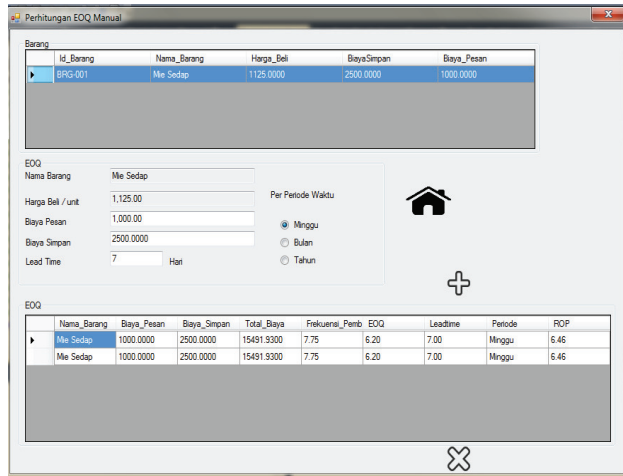 Perhitungan EOQ Manual
Barang
Id_Barang Nama_Barang Harga_Beli BiayaSimpan Biaya_Pesan
BRG-001 Mie Sedap 1125.0000 2500.0000 1000.0000
EOQ
Nama Barang Mie Sedap
Harga Beli / unit 1,125.00 Per Periode Waktu
Biaya Pesan 1,000.00 Minggu
Biaya Simpan 2500.0000 Bulan
Lead Time 7 Hari Tahun
EOQ
Nama_Barang Biaya_Pesan Biaya_Simpan Total_Biaya Frekuensi_Pemb EOQ Leadtime Periode ROP
Mie Sedap 1000.0000 2500.0000 15491.9300 7.75 6.20 7.00 Minggu 6.46
Mie Sedap 1000.0000 2500.0000 15491.9300 7.75 6.20 7.00 Minggu 6.46